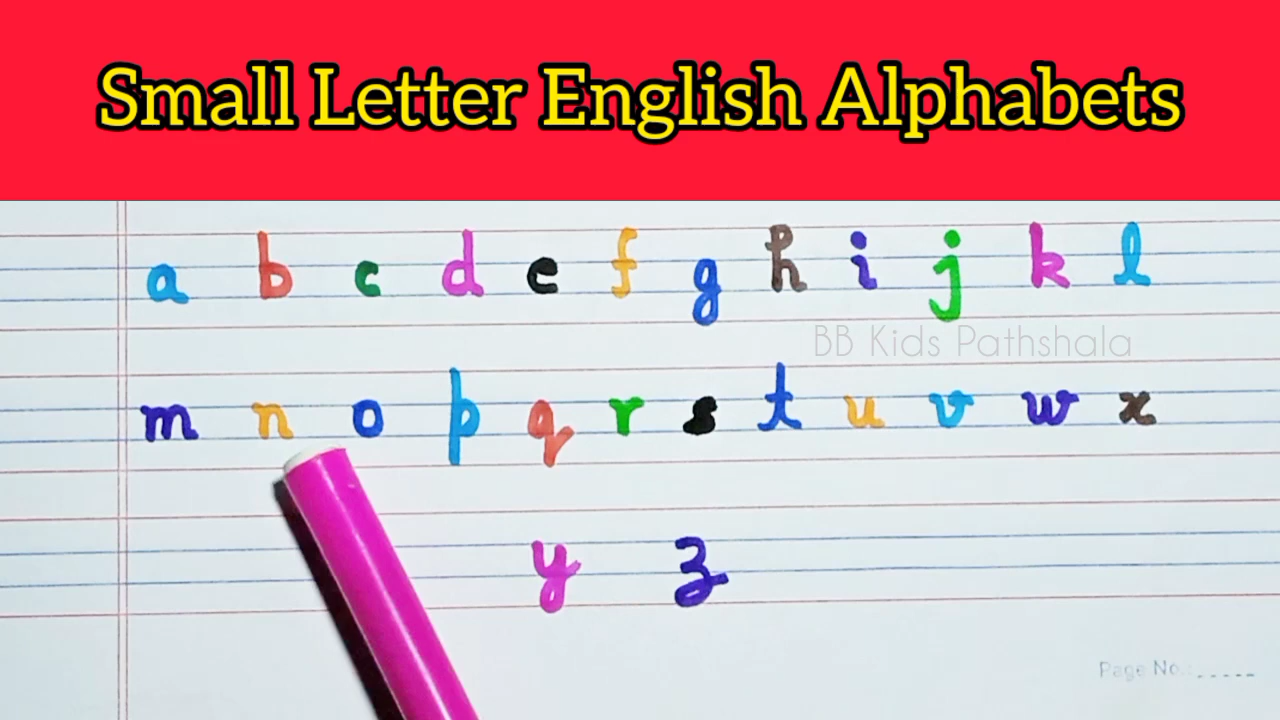 Small Letter English Alphabets
a b c d e f g h i j k l
BB Kids Pathshala
m n o p q r s t u v w x
y z
Page No.: